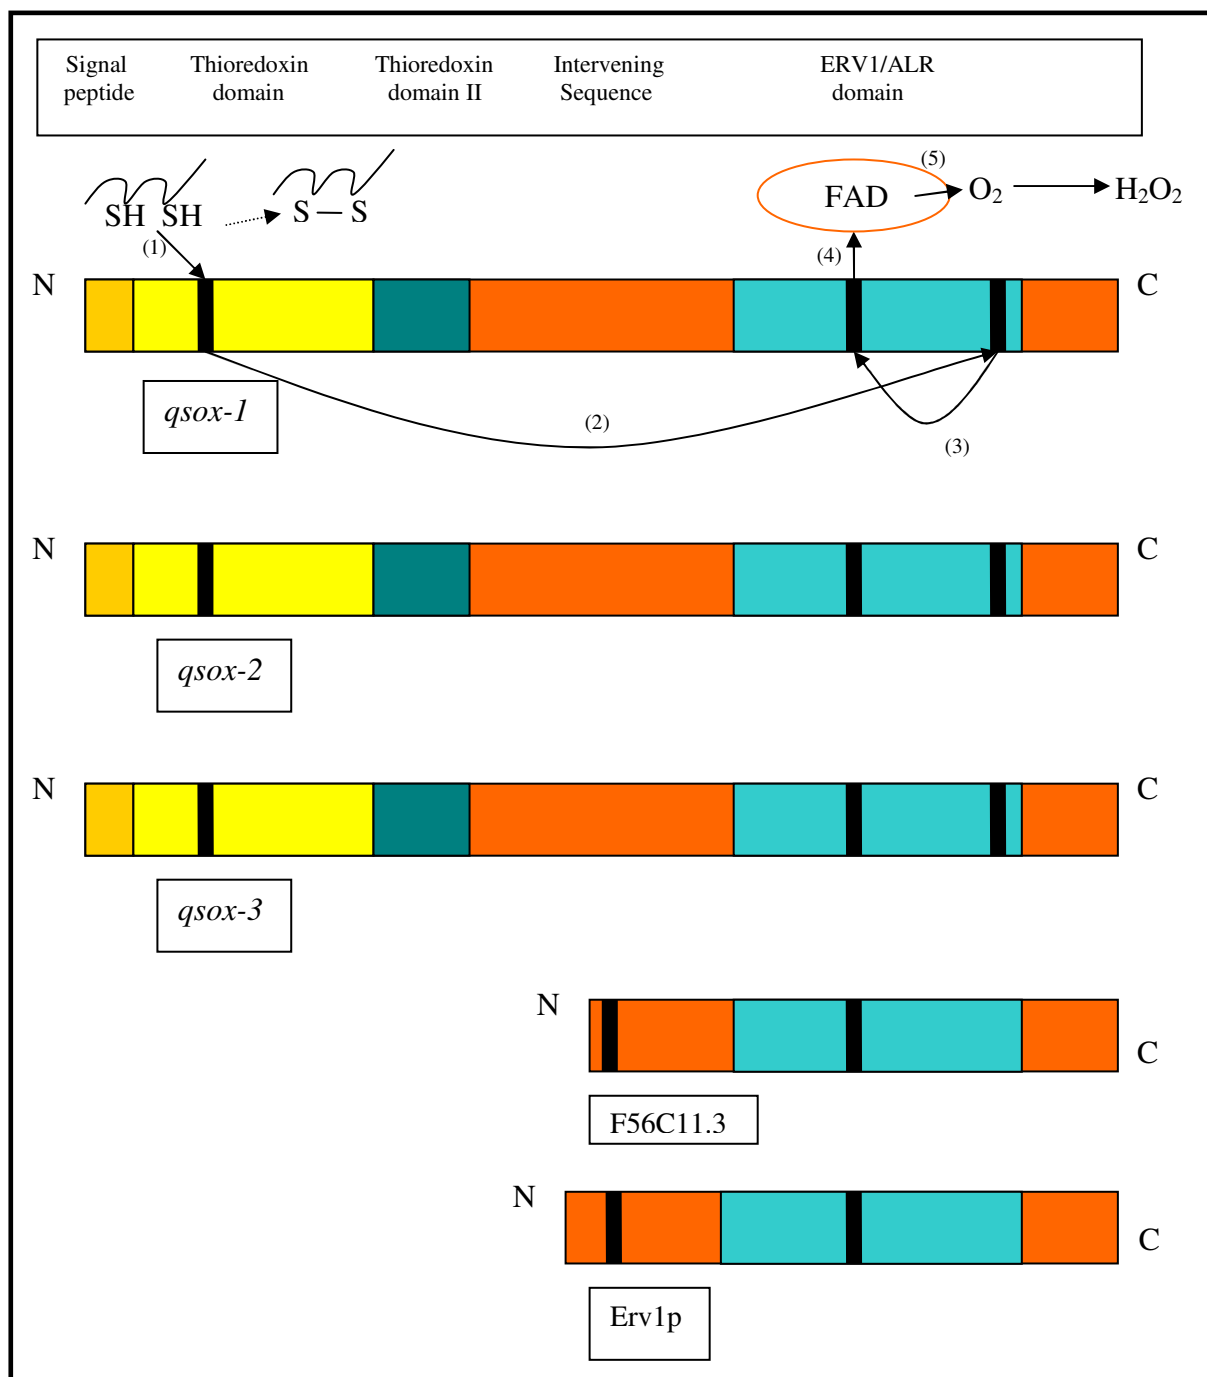 Signal peptide
Thioredoxin domain
Thioredoxin domain II
Intervening Sequence
ERV1/ALR domain
SH SH
S — S
FAD
(5)
O₂
H₂O₂
(1)
(4)
N
C
qsox-1
(2)
(3)
N
C
qsox-2
N
C
qsox-3
N
C
F56C11.3
N
C
Erv1p